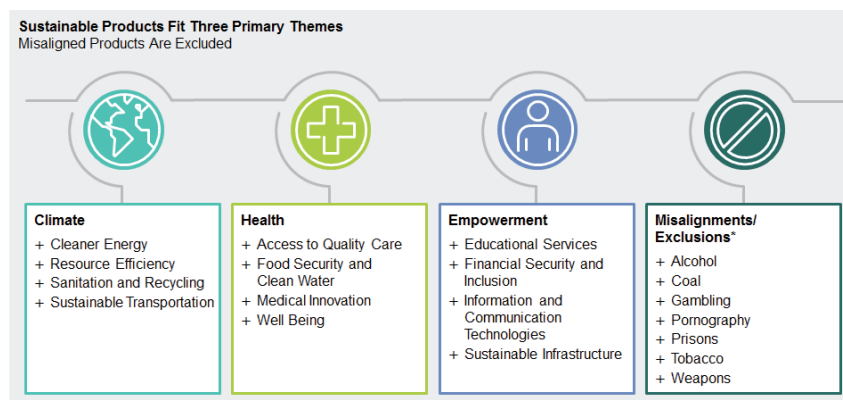 Sustainable Products Fit Three Primary Themes
Misaligned Products Are Excluded
Climate
+ Cleaner Energy
+ Resource Efficiency
+ Sanitation and Recycling
+ Sustainable Transportation
Health
+ Access to Quality Care
+ Food Security and
Clean Water
+ Medical Innovation
+ Well Being
Empowerment
+ Educational Services
+ Financial Security and
Inclusion
+ Information and
Communication
Technologies
+ Sustainable Infrastructure
Misalignments/
Exclusions*
+ Alcohol
+ Coal
+ Gambling
+ Pornography
+ Prisons
+ Tobacco
+ Weapons